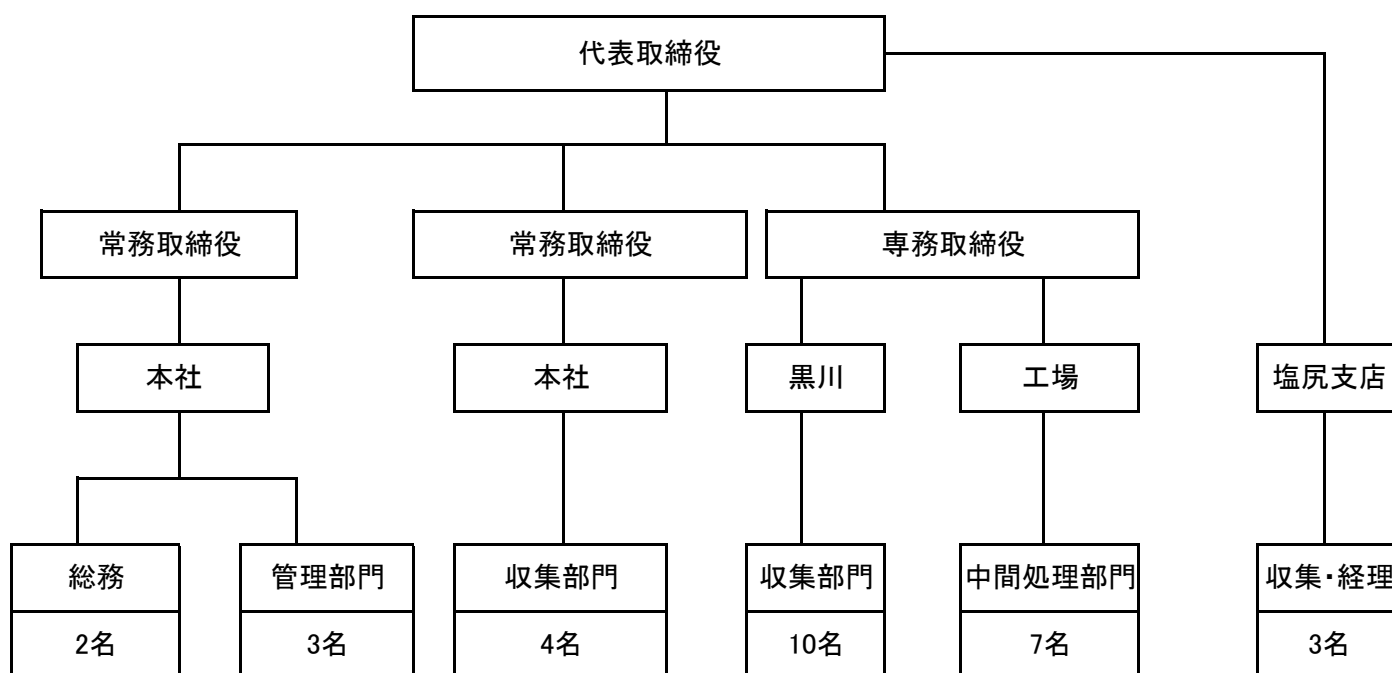 代表取締役
常務取締役
常務取締役
専務取締役
本社
本社
黒川
工場
塩尻支店
総務
管理部門
収集部門
収集部門
中間処理部門
収集・経理
2名
3名
4名
10名
7名
3名